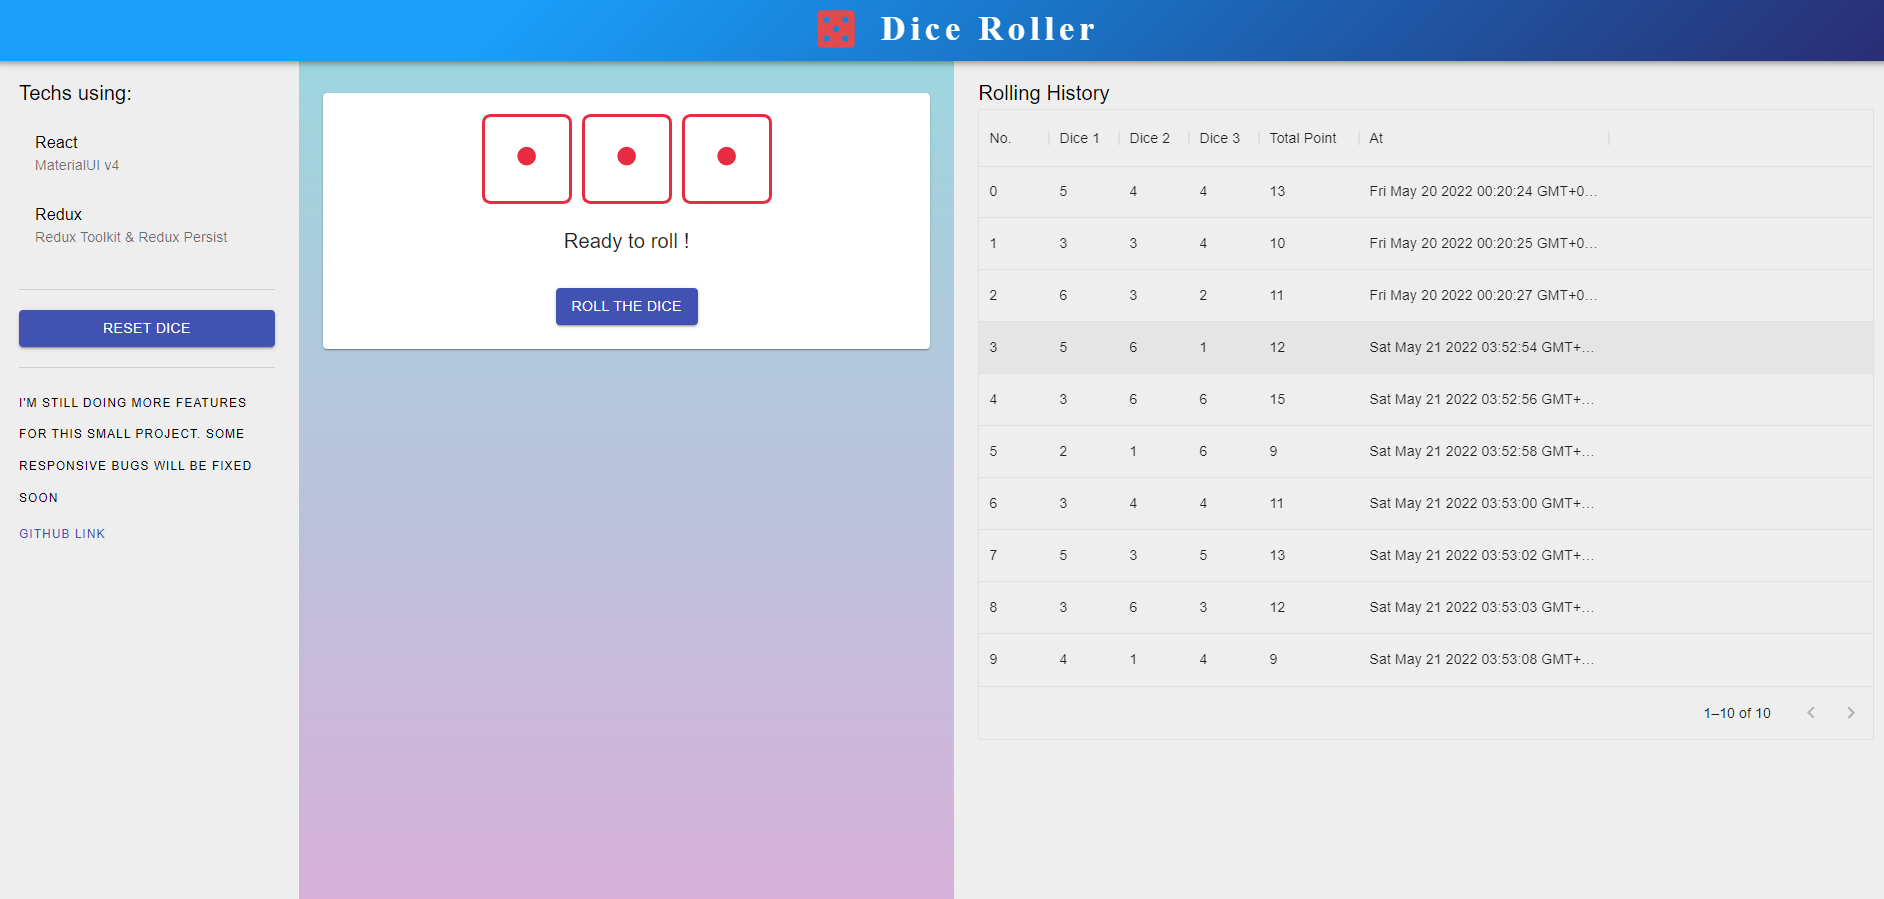 Dice Roller
Techs using:
React
MaterialUI v4
Redux
Redux Toolkit & Redux Persist
RESET DICE
I'M STILL DOING MORE FEATURES
FOR THIS SMALL PROJECT. SOME
RESPONSIVE BUGS WILL BE FIXED
SOON
GITHUB LINK
Ready to roll !
ROLL THE DICE
Rolling History
No. Dice 1 Dice 2 Dice 3 Total Point At
0 5 4 4 13 Fri May 20 2022 00:20:24 GMT+0...
1 3 3 4 10 Fri May 20 2022 00:20:25 GMT+0...
2 6 3 2 11 Fri May 20 2022 00:20:27 GMT+0...
3 5 6 1 12 Sat May 21 2022 03:52:54 GMT+...
4 3 6 6 15 Sat May 21 2022 03:52:56 GMT+...
5 2 1 6 9 Sat May 21 2022 03:52:58 GMT+...
6 3 4 4 11 Sat May 21 2022 03:53:00 GMT+...
7 5 3 5 13 Sat May 21 2022 03:53:02 GMT+...
8 3 6 3 12 Sat May 21 2022 03:53:03 GMT+...
9 4 1 4 9 Sat May 21 2022 03:53:08 GMT+...
1–10 of 10